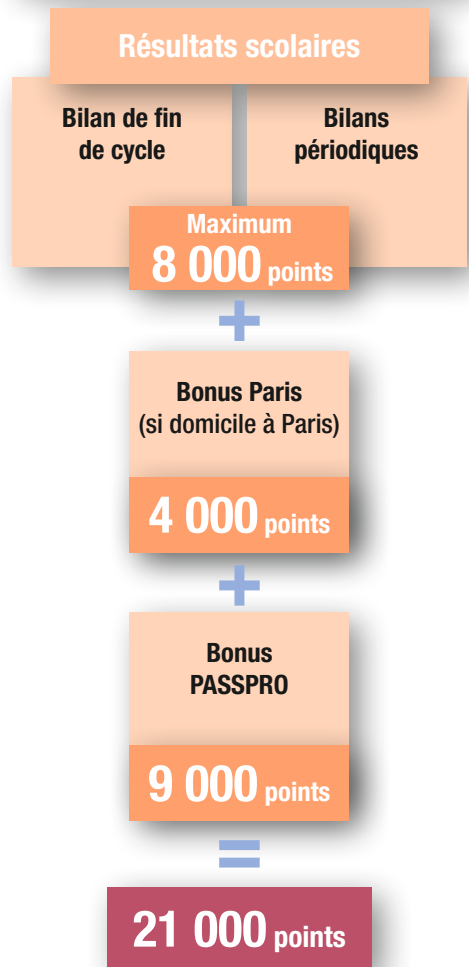 Résultats scolaires
Bilan de fin
de cycle
Bilans
périodiques
Maximum
8 000 points
+
Bonus Paris
(si domicile à Paris)
4 000 points
+
Bonus
PASSPRO
9 000 points
=
21 000 points